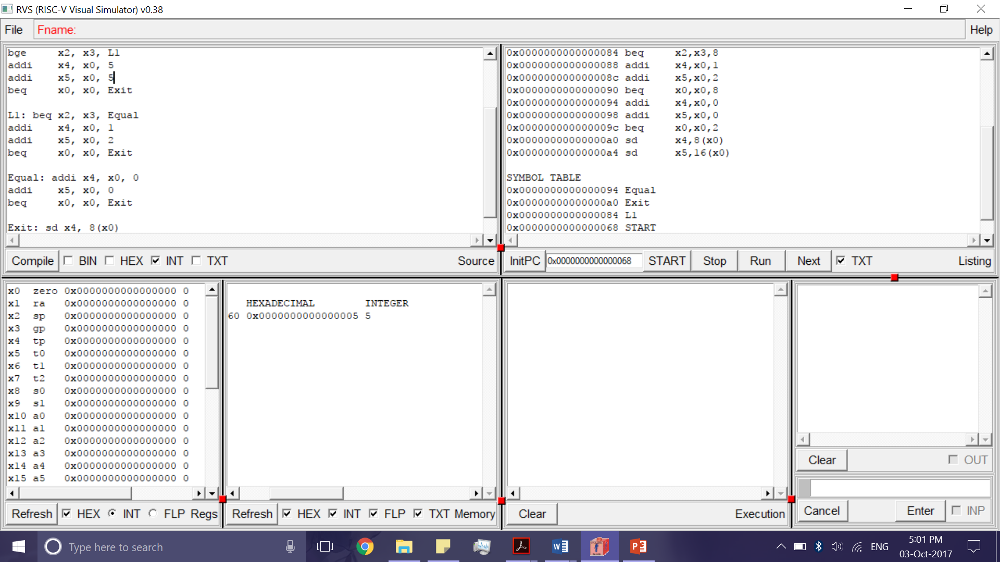 RVS (RISC-V Visual Simulator) v0.38
File
Fname:
Help
bge x2, x3, L1
addi x4, x0, 5
addi x5, x0, 5
beq x0, x0, Exit
L1: beq x2, x3, Equal
addi x4, x0, 1
addi x5, x0, 2
beq x0, x0, Exit
Equal: addi x4, x0, 0
addi x5, x0, 0
beq x0, x0, Exit
Exit: sd x4, 8(x0)
Compile BIN HEX INT TXT Source
0x0000000000000084 beq x2,x3,8
0x0000000000000088 addi x4,x0,1
0x000000000000008c addi x5,x0,2
0x0000000000000090 beq x0,x0,8
0x0000000000000094 addi x4,x0,0
0x0000000000000098 addi x5,x0,0
0x000000000000009c beq x0,x0,2
0x00000000000000a0 sd x4,8(x0)
0x00000000000000a4 sd x5,16(x0)
SYMBOL TABLE
0x0000000000000094 Equal
0x00000000000000a0 Exit
0x0000000000000084 L1
0x0000000000000068 START
InitPC 0x0000000000000068 START Stop Run Next TXT Listing
x0 zero 0x0000000000000000 0
x1 ra 0x0000000000000000 0
x2 sp 0x0000000000000000 0
x3 gp 0x0000000000000000 0
x4 tp 0x0000000000000000 0
x5 t0 0x0000000000000000 0
x6 t1 0x0000000000000000 0
x7 t2 0x0000000000000000 0
x8 s0 0x0000000000000000 0
x9 s1 0x0000000000000000 0
x10 a0 0x0000000000000000 0
x11 a1 0x0000000000000000 0
x12 a2 0x0000000000000000 0
x13 a3 0x0000000000000000 0
x14 a4 0x0000000000000000 0
x15 a5 0x0000000000000000 0
Refresh HEX INT FLP Regs
HEXADECIMAL INTEGER
60 0x0000000000000005 5
Refresh HEX INT FLP TXT Memory
Clear Execution
Clear OUT
Cancel Enter INP
Type here to search
ENG
5:01 PM
03-Oct-2017